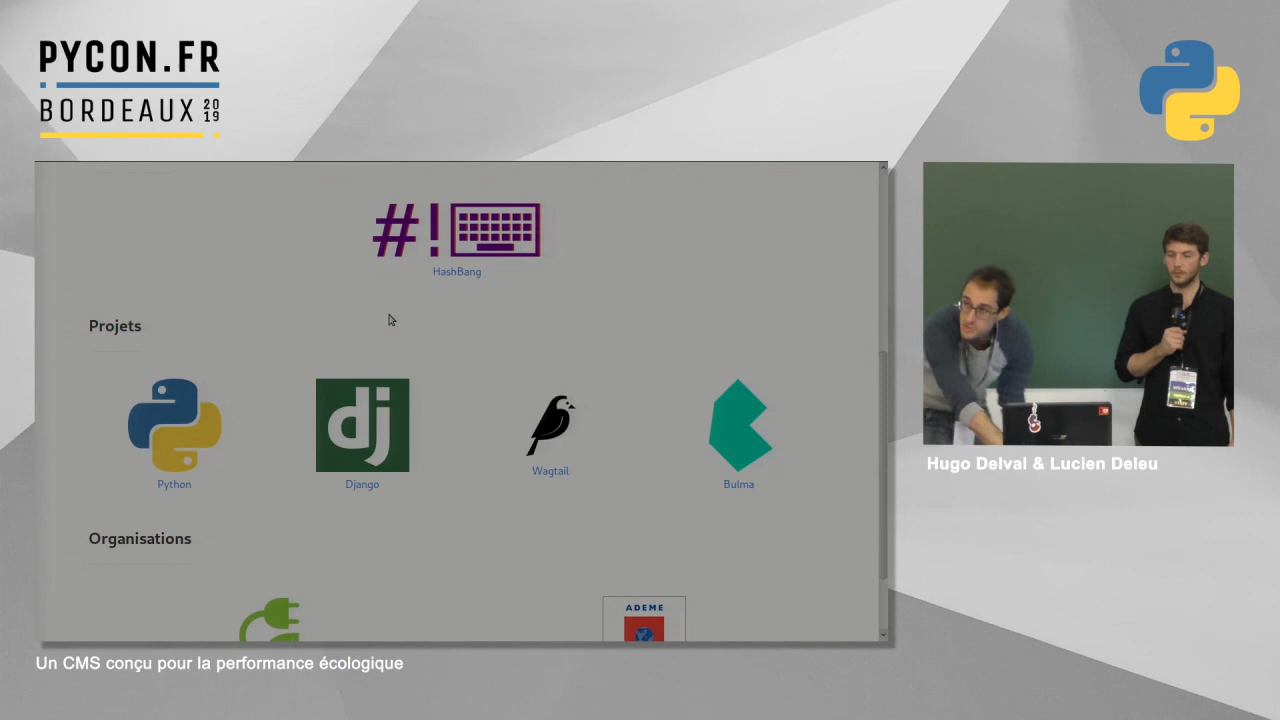 PYCON.FR
BORDEAUX 2019
#!
HashBang
Projets
dj
Python
Django
Wagtail
Bulma
Organisations
ADEME
Hugo Delval & Lucien Deleu
Un CMS conçu pour la performance écologique